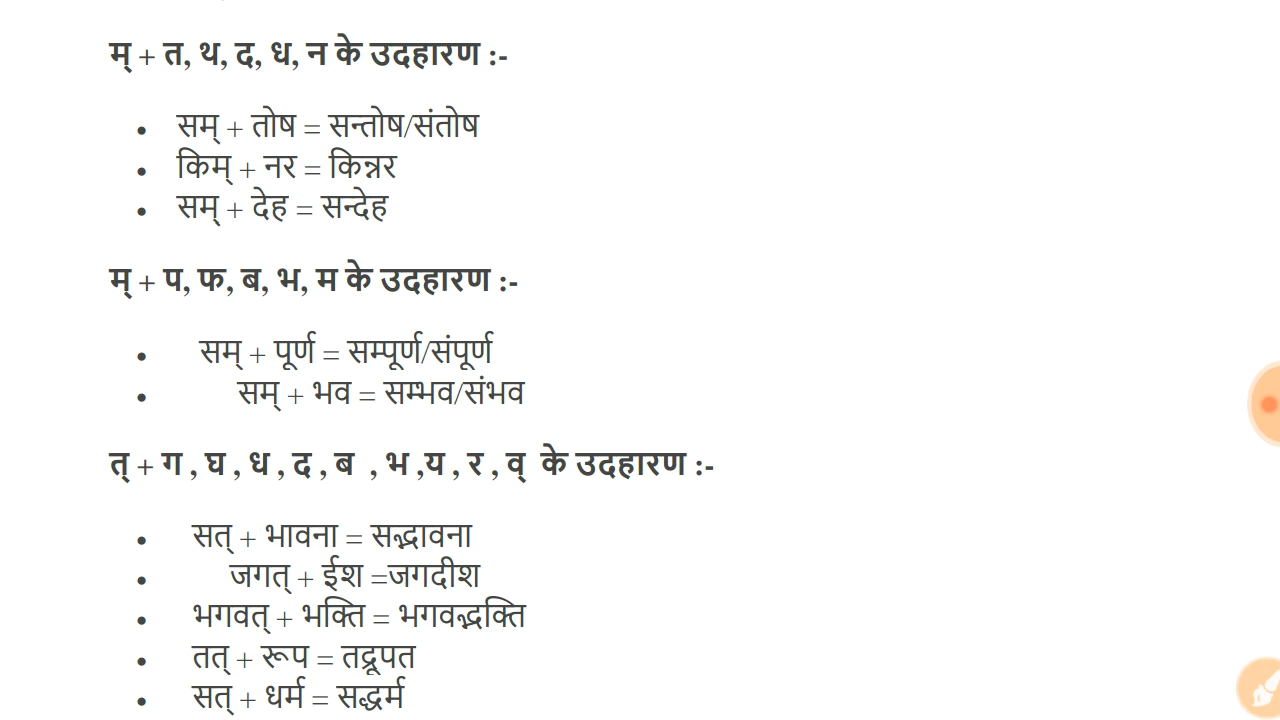 म् + त, थ, द, ध, न के उदहारण :-
• सम् + तोष = सन्तोष/संतोष
• किम् + नर = किन्नर
• सम् + देह = सन्देह
म् + प, फ, ब, भ, म के उदहारण :-
• सम् + पूर्ण = सम्पूर्ण/संपूर्ण
• सम् + भव = सम्भव/संभव
त् + ग , घ , ध , द , ब , भ ,य , र , व् के उदहारण :-
• सत् + भावना = सद्भावना
• जगत् + ईश =जगदीश
• भगवत् + भक्ति = भगवद्भक्ति
• तत् + रूप = तद्रूपत
• सत् + धर्म = सद्धर्म